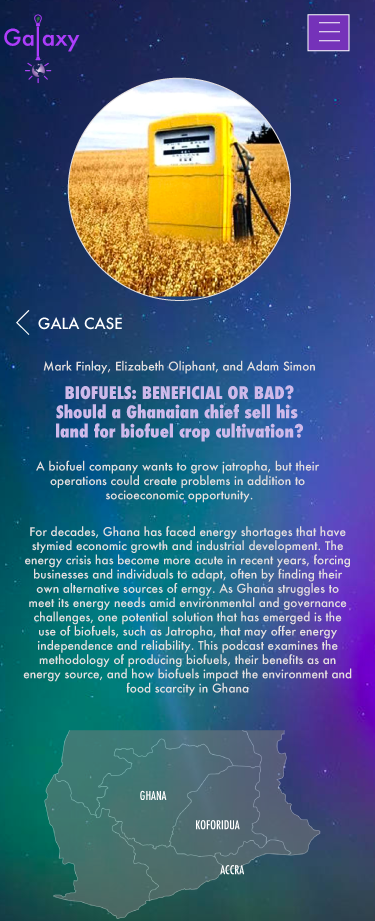 Galaxy
GALA CASE
Mark Finlay, Elizabeth Oliphant, and Adam Simon
BIOFUELS: BENEFICIAL OR BAD?
Should a Ghanaian chief sell his
land for biofuel crop cultivation?
A biofuel company wants to grow jatropha, but their
operations could create problems in addition to
socioeconomic opportunity.
For decades, Ghana has faced energy shortages that have
stymied economic growth and industrial development. The
energy crisis has become more acute in recent years, forcing
businesses and individuals to adapt, often by finding their
own alternative sources of erngy. As Ghana struggles to
meet its energy needs amid environmental and governance
challenges, one potential solution that has emerged is the
use of biofuels, such as Jatropha, that may offer energy
independence and reliability. This podcast examines the
methodology of producing biofuels, their benefits as an
energy source, and how biofuels impact the environment and
food scarcity in Ghana
GHANA
KOFORIDUA
ACCRA